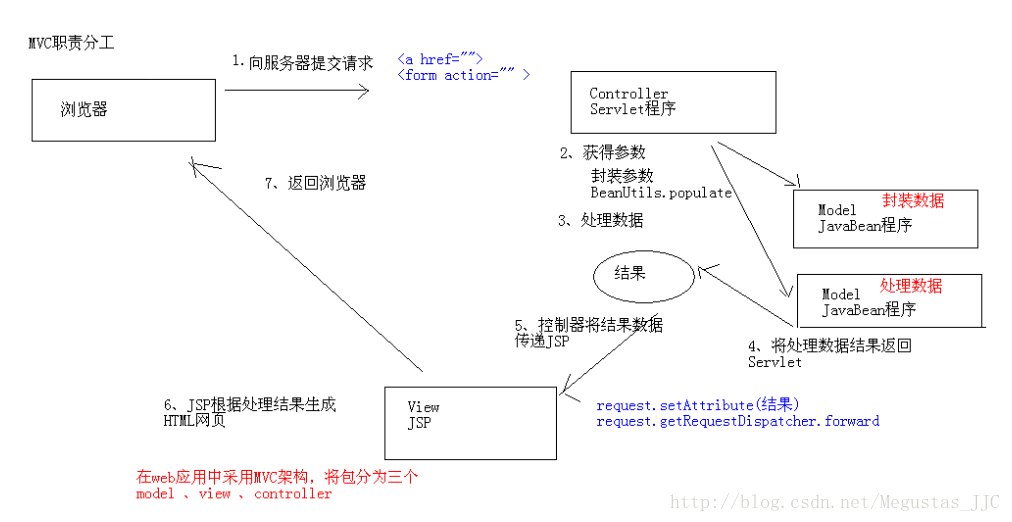 MVC职责分工
1.向服务器提交请求
<a href="">
<form action="" >
浏览器
Controller
Servlet程序
2、获得参数
封装参数
BeanUtils.populate
7、返回浏览器
3、处理数据
Model 封装数据
JavaBean程序
结果
Model 处理数据
JavaBean程序
5、控制器将结果数据
传递JSP
4、将处理数据结果返回
Servlet
6、JSP根据处理结果生成
HTML网页
View
JSP
request.setAttribute(结果)
request.getRequestDispatcher.forward
在web应用中采用MVC架构，将包分为三个
model 、view 、controller
http://blog.csdn.net/Megustas_JJC